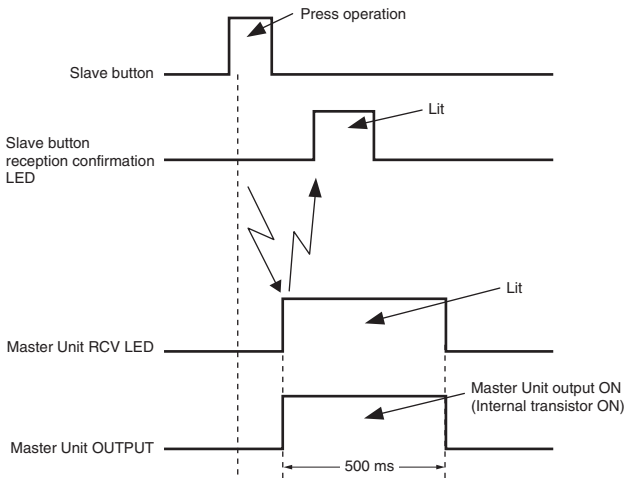 Press operation
Slave button
Lit
Slave button
reception confirmation
LED
Lit
Master Unit RCV LED
Master Unit output ON
(Internal transistor ON)
Master Unit OUTPUT
500 ms